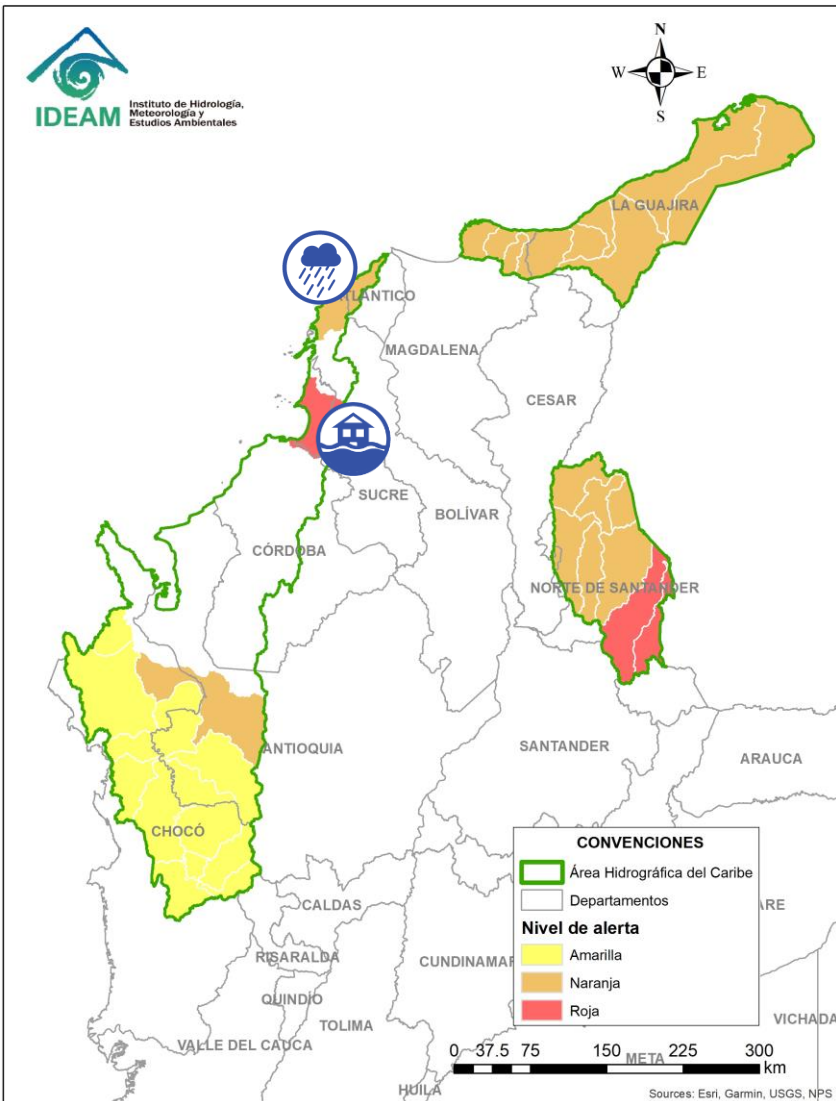 IDEAM
Instituto de Hidrología,
Meteorología y
Estudios Ambientales
N
W
E
S
LA GUAJIRA
MAGDALENA
CESAR
SUCRE
BOLÍVAR
CÓRDOBA
NORTE DE SANTANDER
ANTIOQUIA
SANTANDER
ARAUCA
CHOCÓ
CALDAS
RISARALDA
CUNDINAMAR
QUINDÍO
TOLIMA
VALLE DEL CAUCA
META
VICHADA
HUILA
CONVENCIONES
Área Hidrográfica del Caribe
Departamentos
Nivel de alerta
Amarilla
Naranja
Roja
0 37.5 75 150 225 300
km
Sources: Esri, Garmin, USGS, NPS